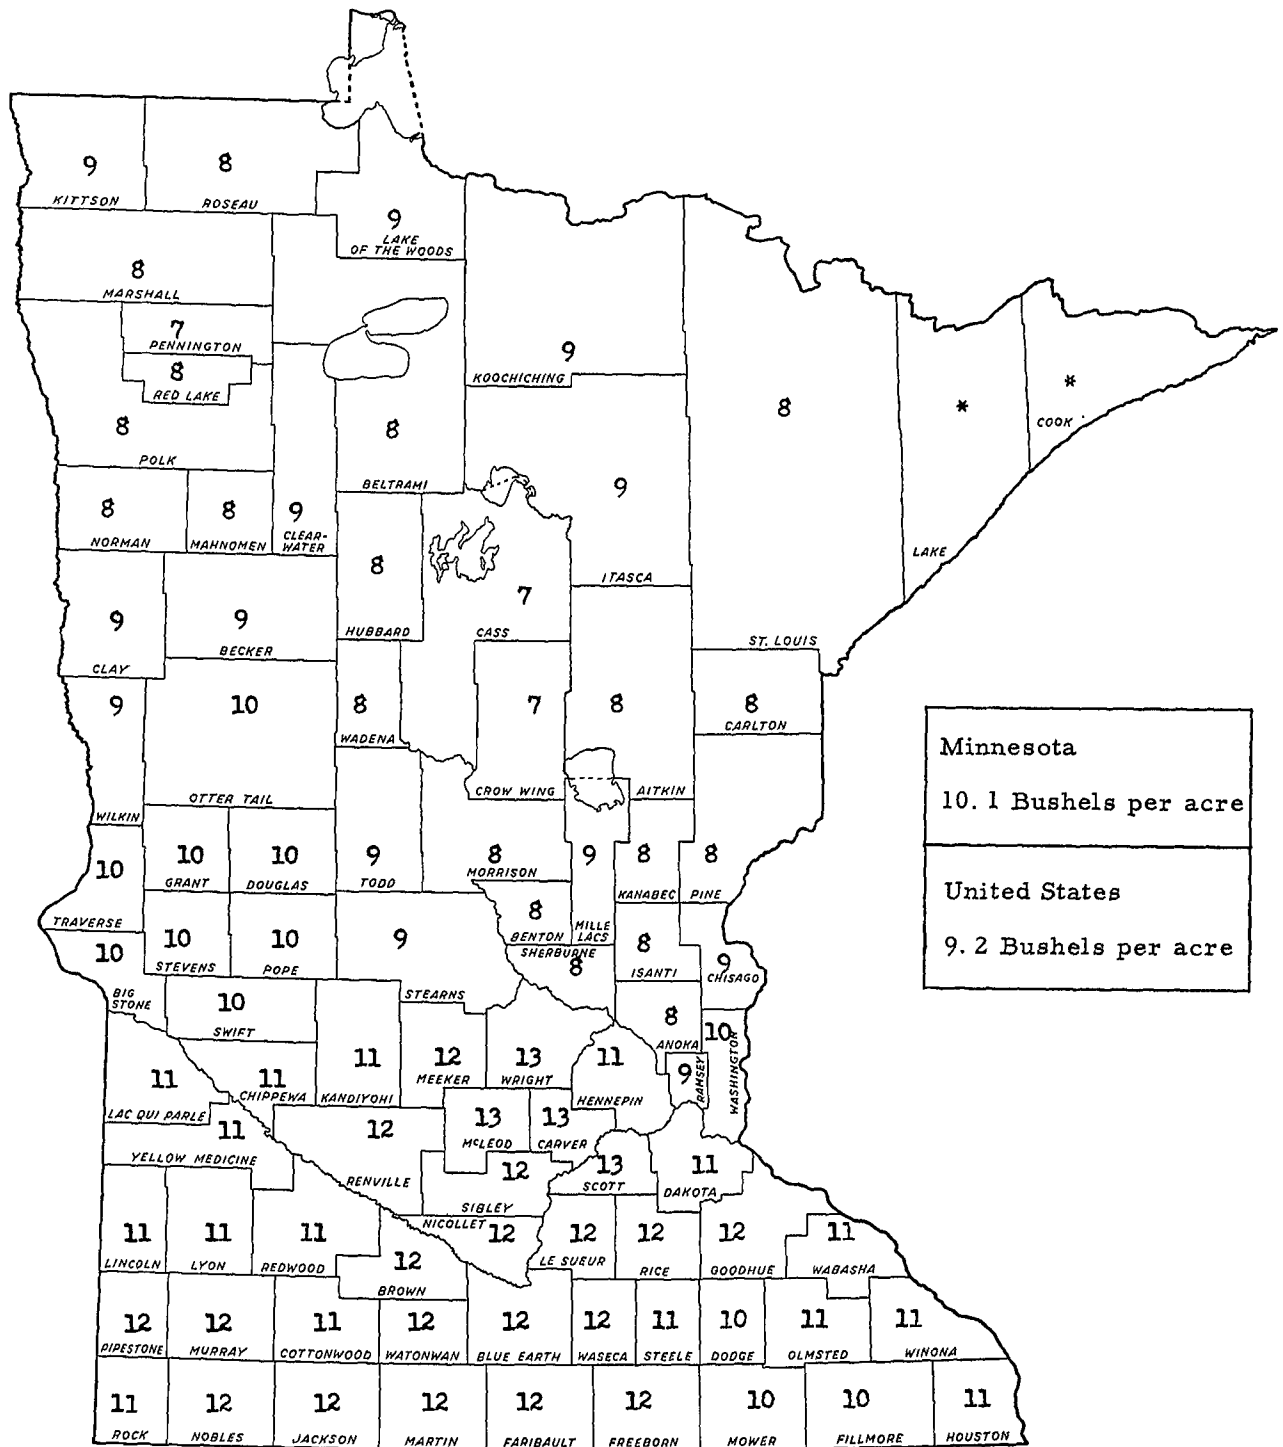 9
KITTSON
8
ROSEAU
9
LAKE
OF THE WOODS
8
MARSHALL
7
PENNINGTON
8
RED LAKE
9
KOOCHICHING
8
POLK
8
BELTRAMI
8
ST. LOUIS
*
LAKE
*
COOK
8
NORMAN
8
MAHNOMEN
9
CLEAR-
WATER
9
ITASCA
8
HUBBARD
7
CASS
9
CLAY
9
BECKER
9
WILKIN
10
OTTER TAIL
8
WADENA
7
CROW WING
8
AITKIN
8
CARLTON
Minnesota
10.1 Bushels per acre
United States
9.2 Bushels per acre
10
TRAVERSE
10
GRANT
10
DOUGLAS
9
TODD
8
MORRISON
9
MILLE
LACS
8
KANABEC
8
PINE
10
BIG
STONE
10
STEVENS
10
POPE
9
STEARNS
8
BENTON
SHERBURNE
8
8
ISANTI
9
CHISAGO
10
SWIFT
8
ANOKA
10
WASHINGTON
9
RAMSEY
11
LAC QUI PARLE
11
CHIPPEWA
11
KANDIYOHI
12
MEEKER
13
WRIGHT
11
HENNEPIN
11
YELLOW MEDICINE
12
RENVILLE
13
McLEOD
13
CARVER
12
SIBLEY
13
SCOTT
11
DAKOTA
11
LINCOLN
11
LYON
11
REDWOOD
12
BROWN
NICOLLET
12
12
LE SUEUR
12
RICE
12
GOODHUE
11
WABASHA
12
PIPESTONE
12
MURRAY
11
COTTONWOOD
12
WATONWAN
12
BLUE EARTH
12
WASECA
11
STEELE
10
DODGE
11
OLMSTED
11
WINONA
11
ROCK
12
NOBLES
12
JACKSON
12
MARTIN
12
FARIBAULT
12
FREEBORN
10
MOWER
10
FILLMORE
11
HOUSTON